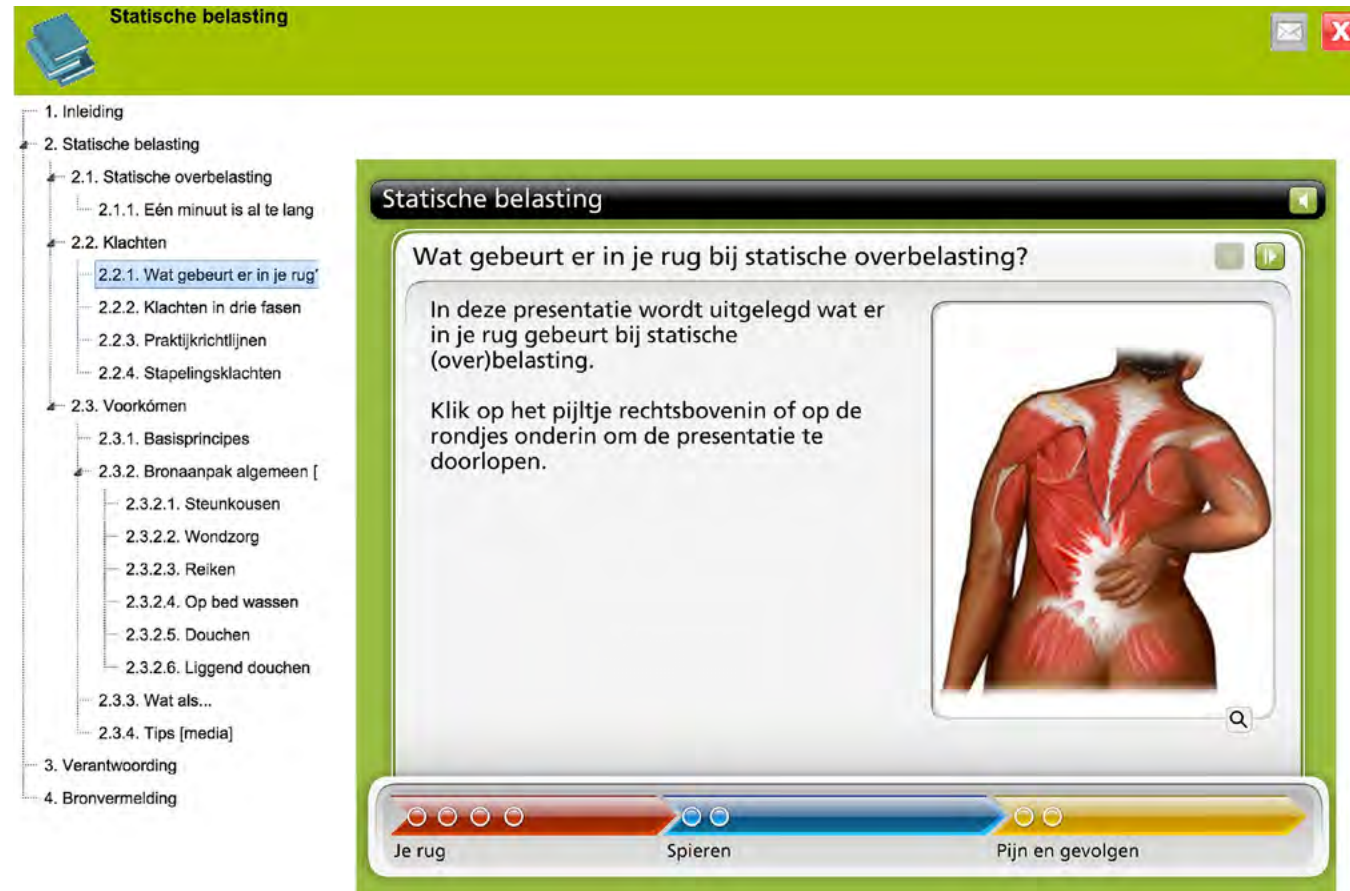 Statische belasting
1. Inleiding
2. Statische belasting
2.1. Statische overbelasting
2.1.1. Eén minuut is al te lang
2.2. Klachten
2.2.1. Wat gebeurt er in je rug'
2.2.2. Klachten in drie fasen
2.2.3. Praktijkrichtlijnen
2.2.4. Stapelingsklachten
2.3. Voorkómen
2.3.1. Basisprincipes
2.3.2. Bronaanpak algemeen [
2.3.2.1. Steunkousen
2.3.2.2. Wondzorg
2.3.2.3. Reiken
2.3.2.4. Op bed wassen
2.3.2.5. Douchen
2.3.2.6. Liggend douchen
2.3.3. Wat als...
2.3.4. Tips [media]
3. Verantwoording
4. Bronvermelding
Statische belasting
Wat gebeurt er in je rug bij statische overbelasting?
In deze presentatie wordt uitgelegd wat er
in je rug gebeurt bij statische
(over)belasting.
Klik op het pijltje rechtsbovenin of op de
rondjes onderin om de presentatie te
doorlopen.
Je rug
Spieren
Pijn en gevolgen